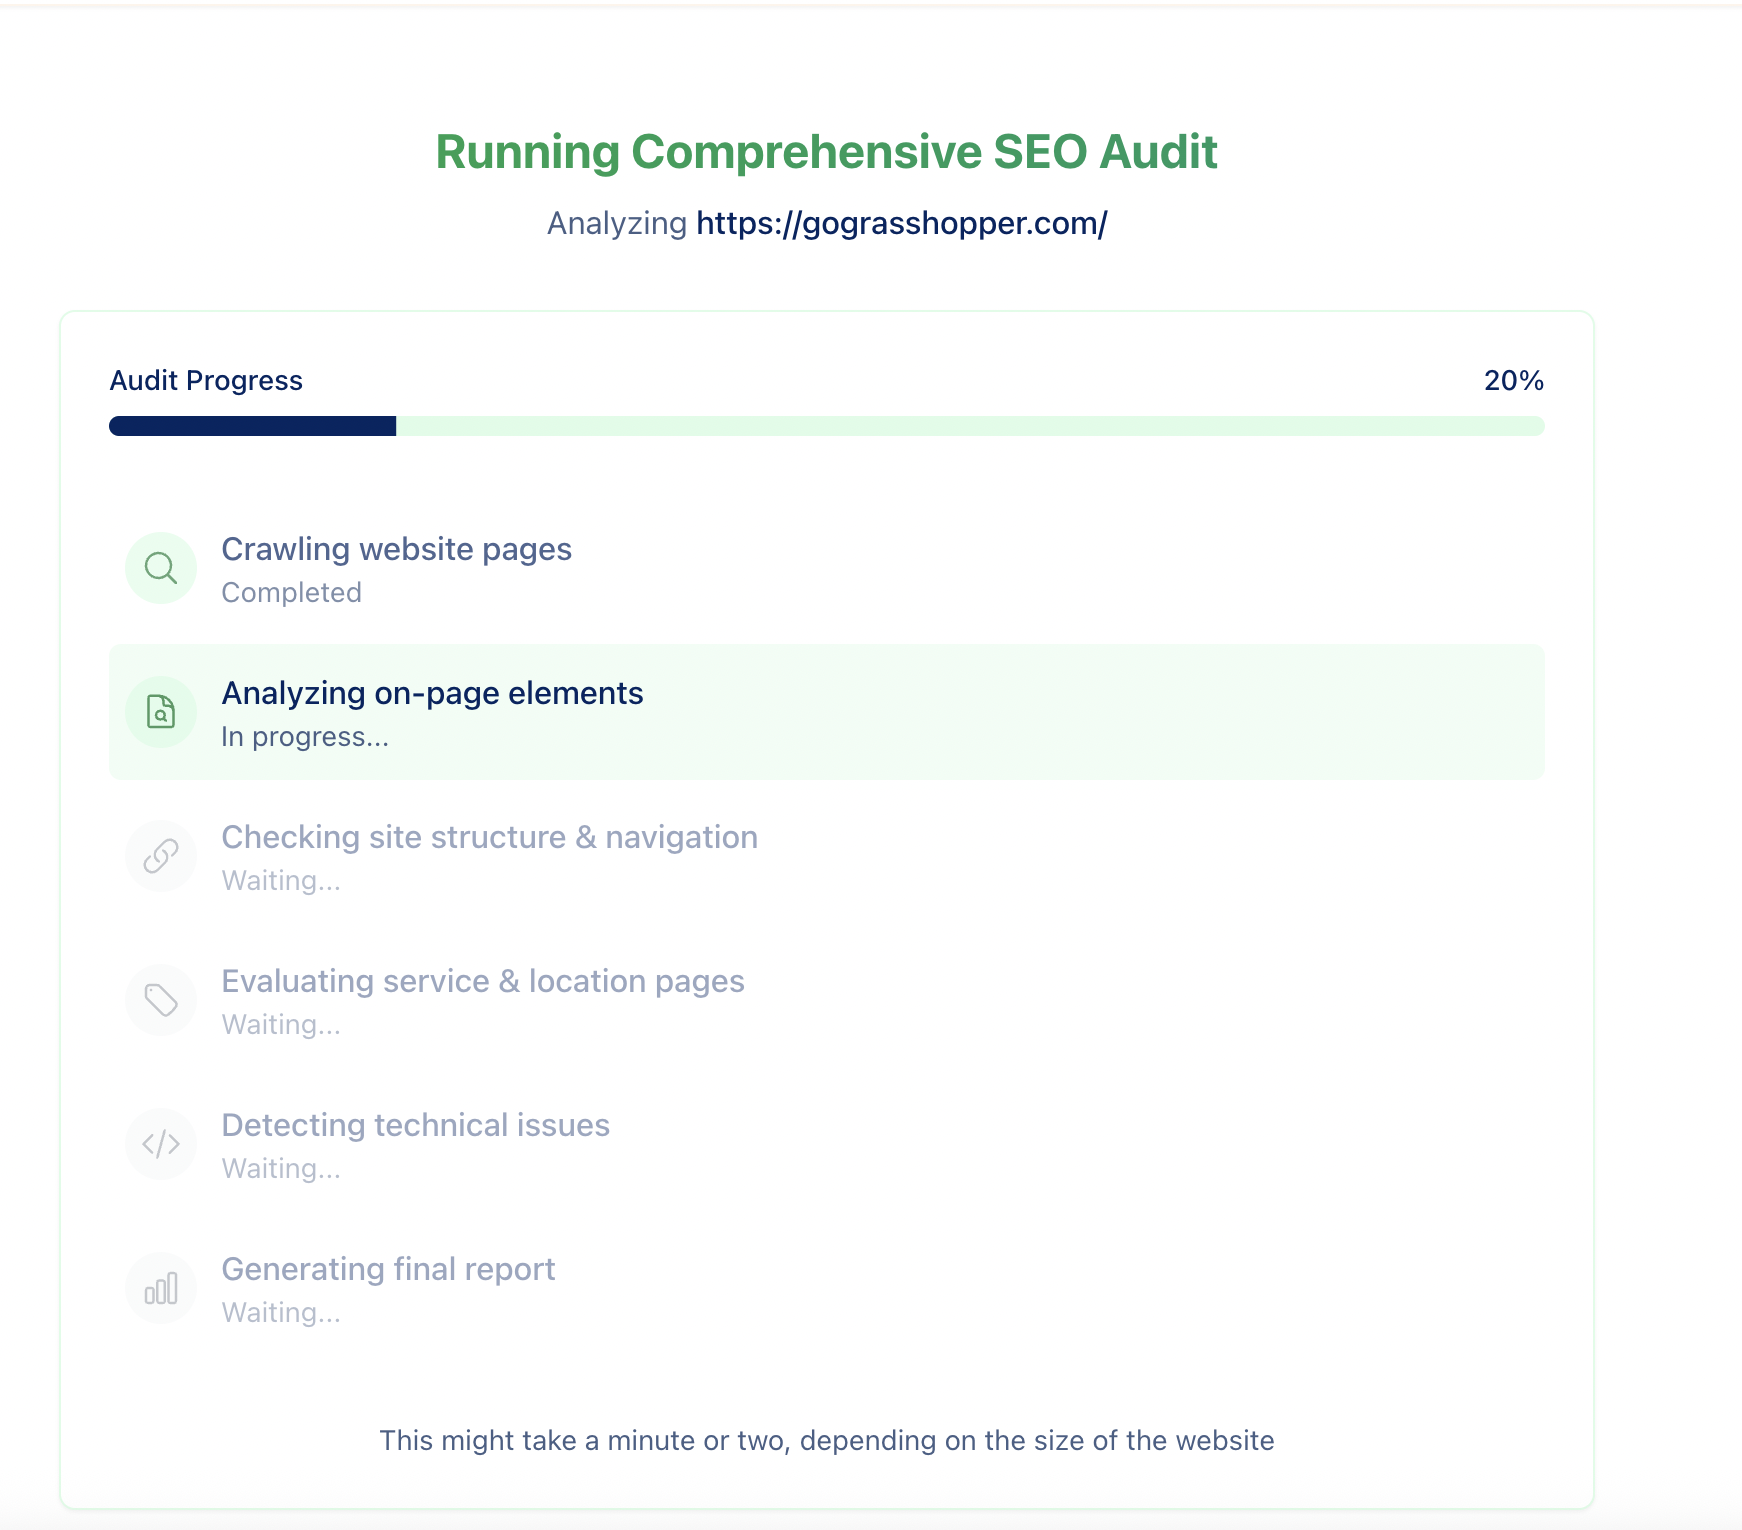 Running Comprehensive SEO Audit
Analyzing https://gograsshopper.com/
Audit Progress
20%
Crawling website pages
Completed
Analyzing on-page elements
In progress...
Checking site structure & navigation
Waiting...
Evaluating service & location pages
Waiting...
Detecting technical issues
Waiting...
Generating final report
Waiting...
This might take a minute or two, depending on the size of the website